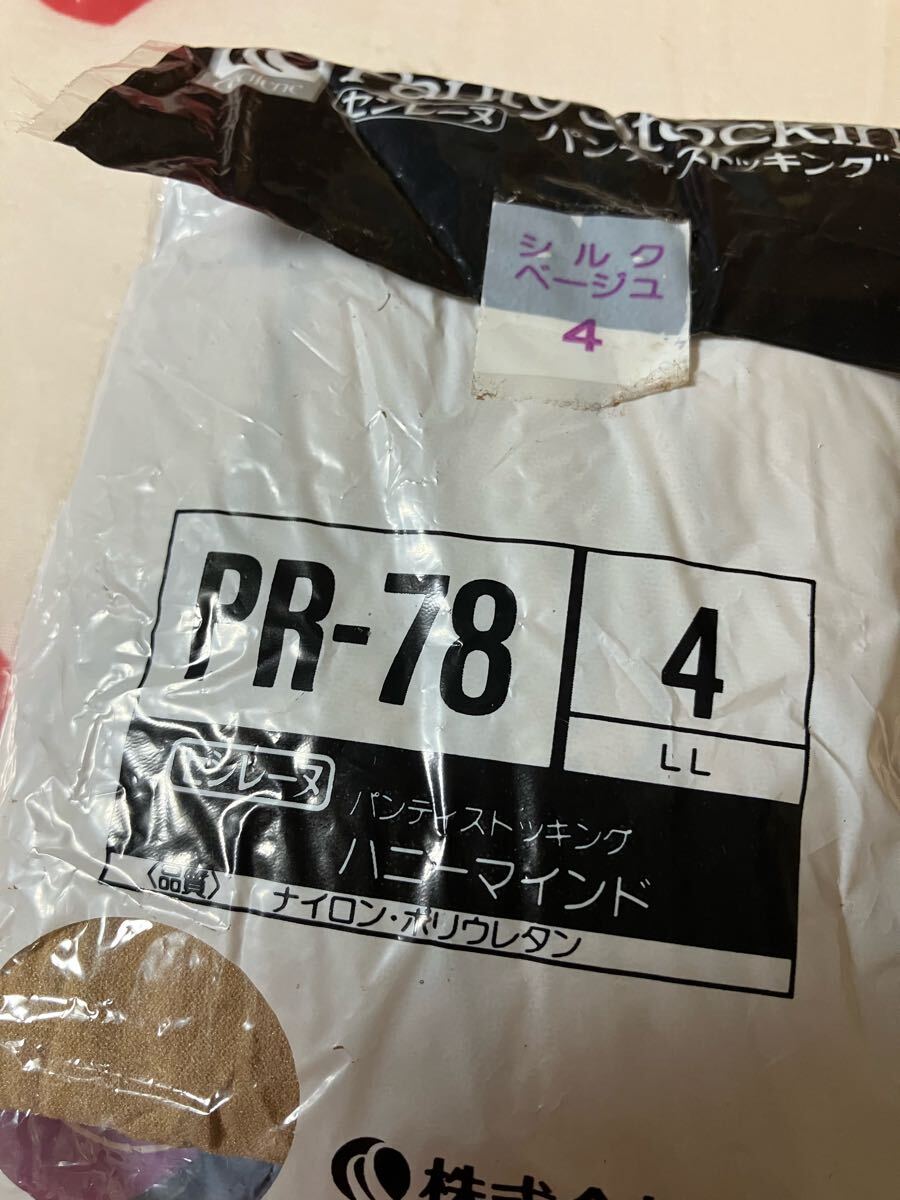 Panty Stocking
センレーヌ
パンティストッキング
シルク
ベージュ
4
PR-78
4
LL
センレーヌ
パンティストッキング
ハニーマインド
〈品質〉
ナイロン・ポリウレタン